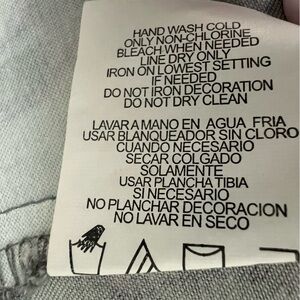 HAND WASH COLD
ONLY NON-CHLORINE
BLEACH WHEN NEEDED
LINE DRY ONLY
IRON ON LOWEST SETTING
IF NEEDED
DO NOT IRON DECORATION
DO NOT DRY CLEAN
LAVAR A MANO EN AGUA FRIA
USAR BLANQUEADOR SIN CLORO
CUANDO NECESARIO
SECAR COLGADO
SOLAMENTE
USAR PLANCHA TIBIA
SI NECESARIO
NO PLANCHAR DECORACION
NO LAVAR EN SECO